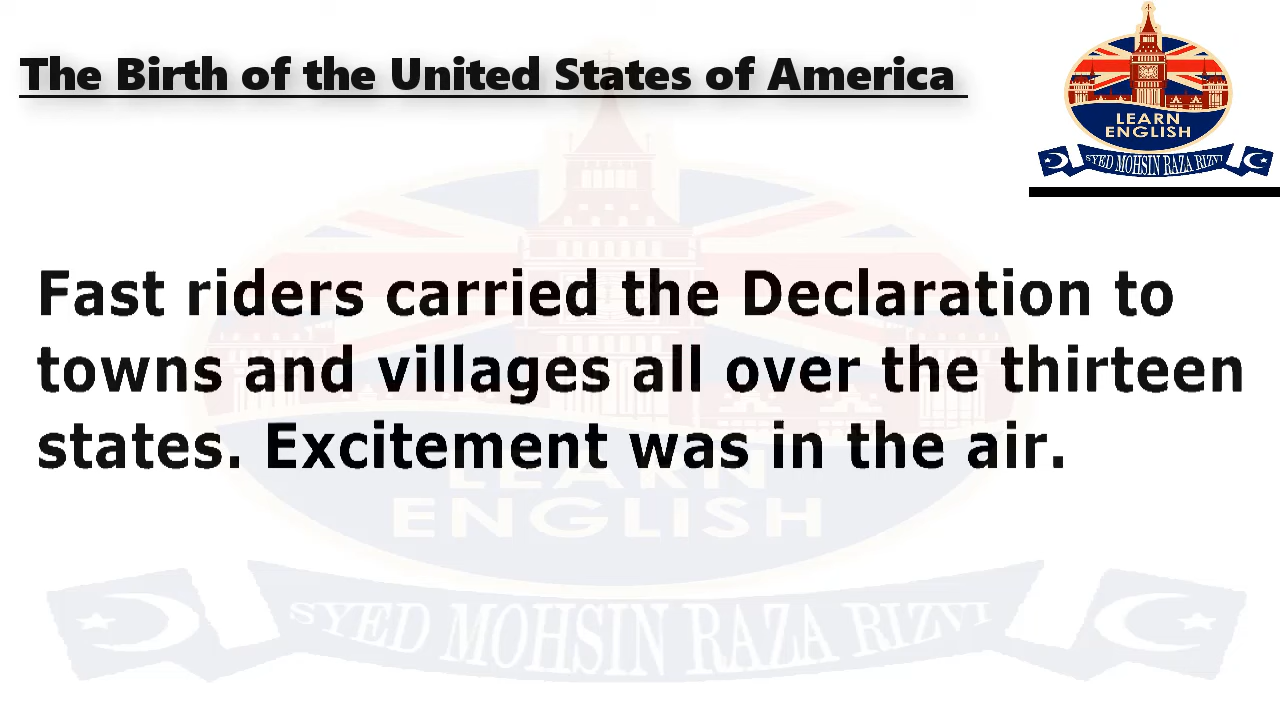 The Birth of the United States of America
LEARN
ENGLISH
SYED MOHSIN RAZA RIZVI
Fast riders carried the Declaration to
towns and villages all over the thirteen
states. Excitement was in the air.
LEARN
ENGLISH
SYED MOHSIN RAZA RIZVI